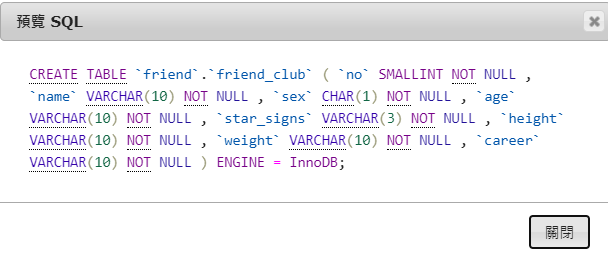 預覽 SQL
CREATE TABLE `friend`.`friend_club` ( `no` SMALLINT NOT NULL ,
`name` VARCHAR(10) NOT NULL , `sex` CHAR(1) NOT NULL , `age`
VARCHAR(10) NOT NULL , `star_signs` VARCHAR(3) NOT NULL , `height`
VARCHAR(10) NOT NULL , `weight` VARCHAR(10) NOT NULL , `career`
VARCHAR(10) NOT NULL ) ENGINE = InnoDB;
關閉